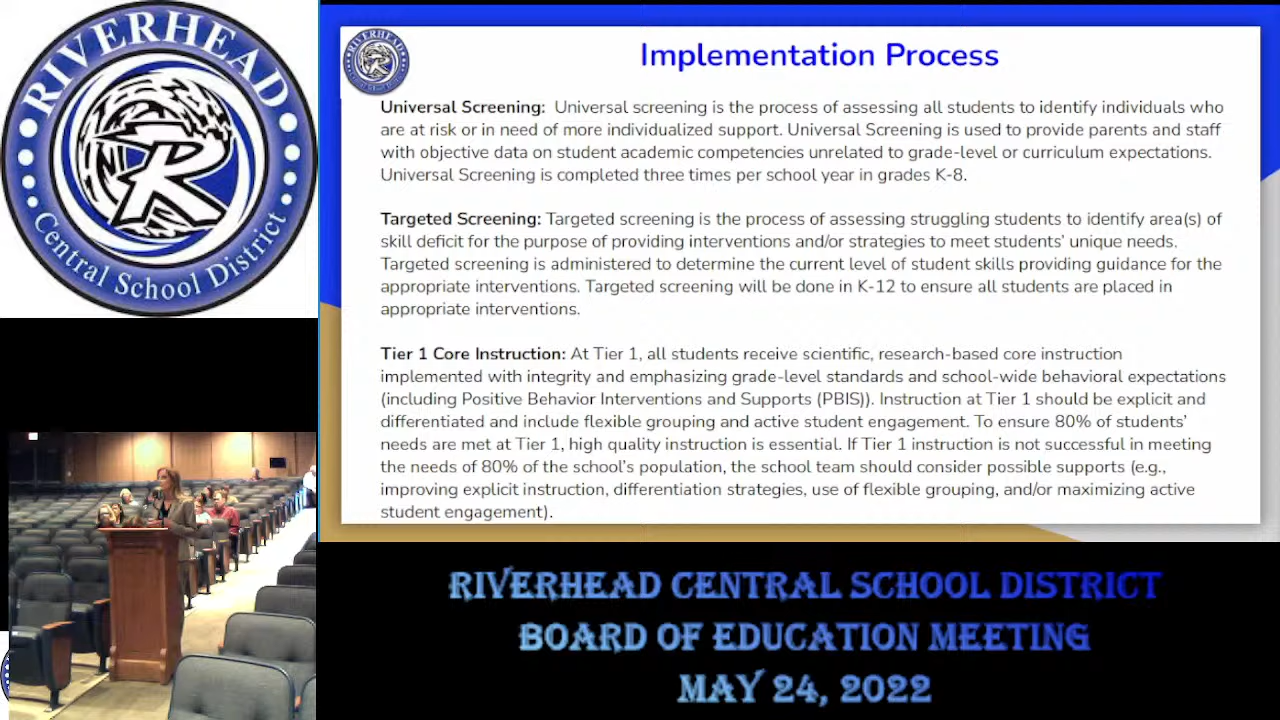 RIVERHEAD
Central School District
R
Implementation Process
Universal Screening: Universal screening is the process of assessing all students to identify individuals who
are at risk or in need of more individualized support. Universal Screening is used to provide parents and staff
with objective data on student academic competencies unrelated to grade-level or curriculum expectations.
Universal Screening is completed three times per school year in grades K-8.
Targeted Screening: Targeted screening is the process of assessing struggling students to identify area(s) of
skill deficit for the purpose of providing interventions and/or strategies to meet students' unique needs.
Targeted screening is administered to determine the current level of student skills providing guidance for the
appropriate interventions. Targeted screening will be done in K-12 to ensure all students are placed in
appropriate interventions.
Tier 1 Core Instruction: At Tier 1, all students receive scientific, research-based core instruction
implemented with integrity and emphasizing grade-level standards and school-wide behavioral expectations
(including Positive Behavior Interventions and Supports (PBIS)). Instruction at Tier 1 should be explicit and
differentiated and include flexible grouping and active student engagement. To ensure 80% of students'
needs are met at Tier 1, high quality instruction is essential. If Tier 1 instruction is not successful in meeting
the needs of 80% of the school's population, the school team should consider possible supports (e.g.,
improving explicit instruction, differentiation strategies, use of flexible grouping, and/or maximizing active
student engagement).
RIVERHEAD CENTRAL SCHOOL DISTRICT
BOARD OF EDUCATION MEETING
MAY 24, 2022